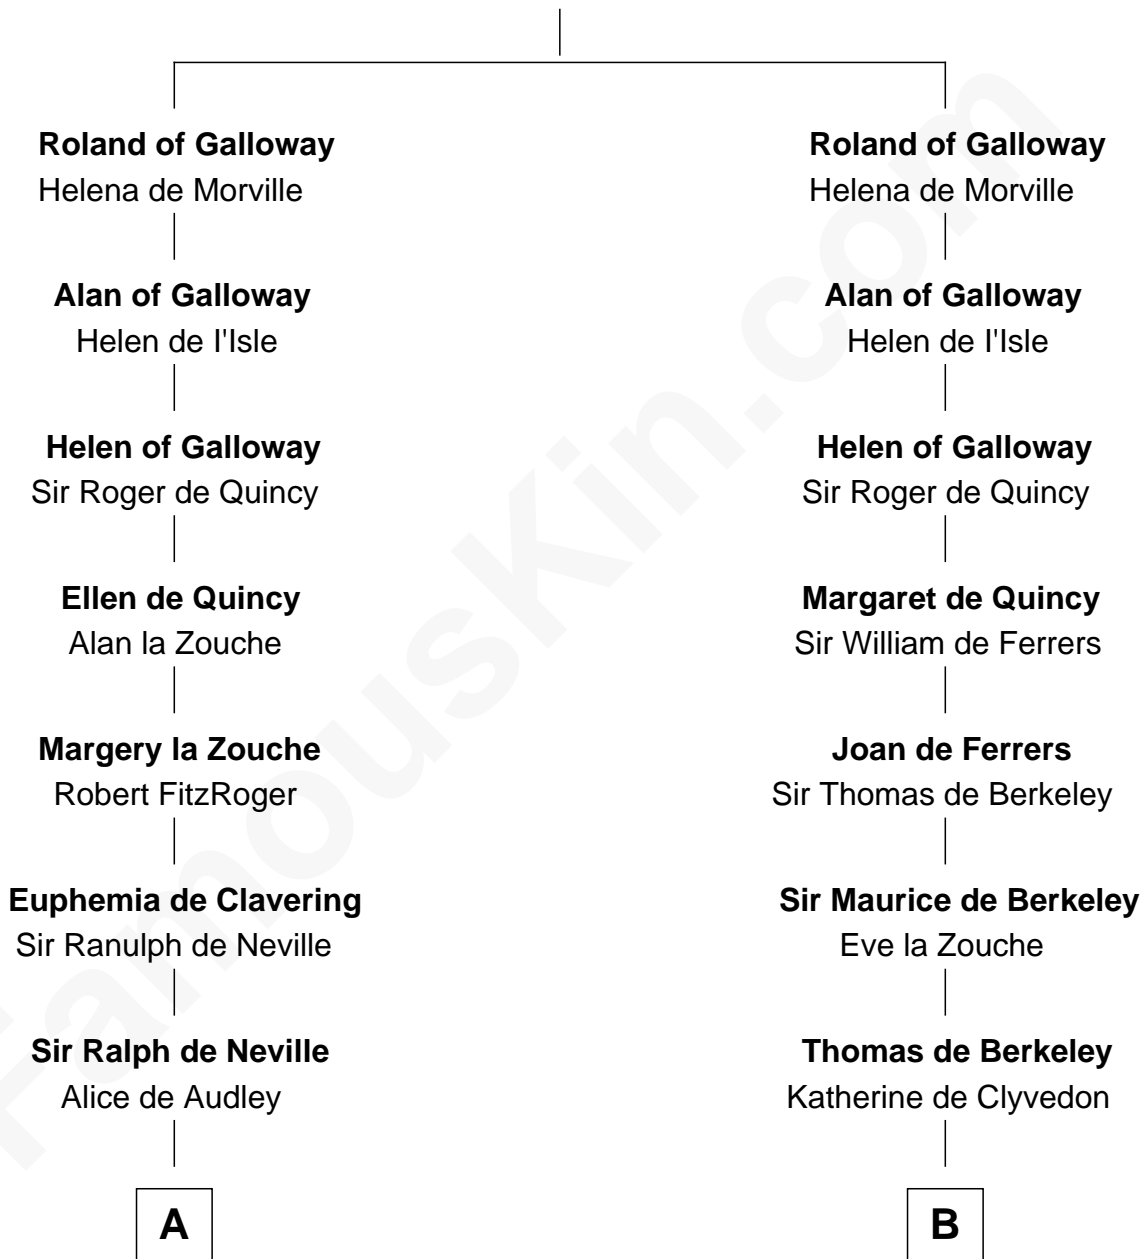 Roland of Galloway
Helena de Morville
Alan of Galloway
Helen de l'Isle
Helen of Galloway
Sir Roger de Quincy
Ellen de Quincy
Alan la Zouche
Margery la Zouche
Robert FitzRoger
Euphemia de Clavering
Sir Ranulph de Neville
Sir Ralph de Neville
Alice de Audley
A
Roland of Galloway
Helena de Morville
Alan of Galloway
Helen de l'Isle
Helen of Galloway
Sir Roger de Quincy
Margaret de Quincy
Sir William de Ferrers
Joan de Ferrers
Sir Thomas de Berkeley
Sir Maurice de Berkeley
Eve la Zouche
Thomas de Berkeley
Katherine de Clyvedon
B
FamousKin.com